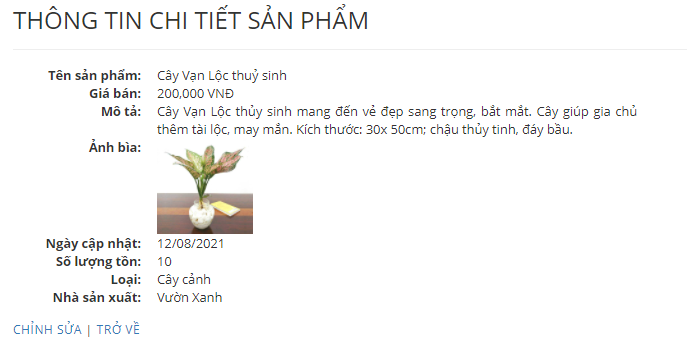 THÔNG TIN CHI TIẾT SẢN PHẨM
Tên sản phẩm: Cây Vạn Lộc thuỷ sinh
Giá bán: 200,000 VNĐ
Mô tả: Cây Vạn Lộc thủy sinh mang đến vẻ đẹp sang trọng, bắt mắt. Cây giúp gia chủ
thêm tài lộc, may mắn. Kích thước: 30x 50cm; chậu thủy tinh, đáy bầu.
Ảnh bìa:
Ngày cập nhật: 12/08/2021
Số lượng tồn: 10
Loại: Cây cảnh
Nhà sản xuất: Vườn Xanh
CHỈNH SỬA | TRỞ VỀ